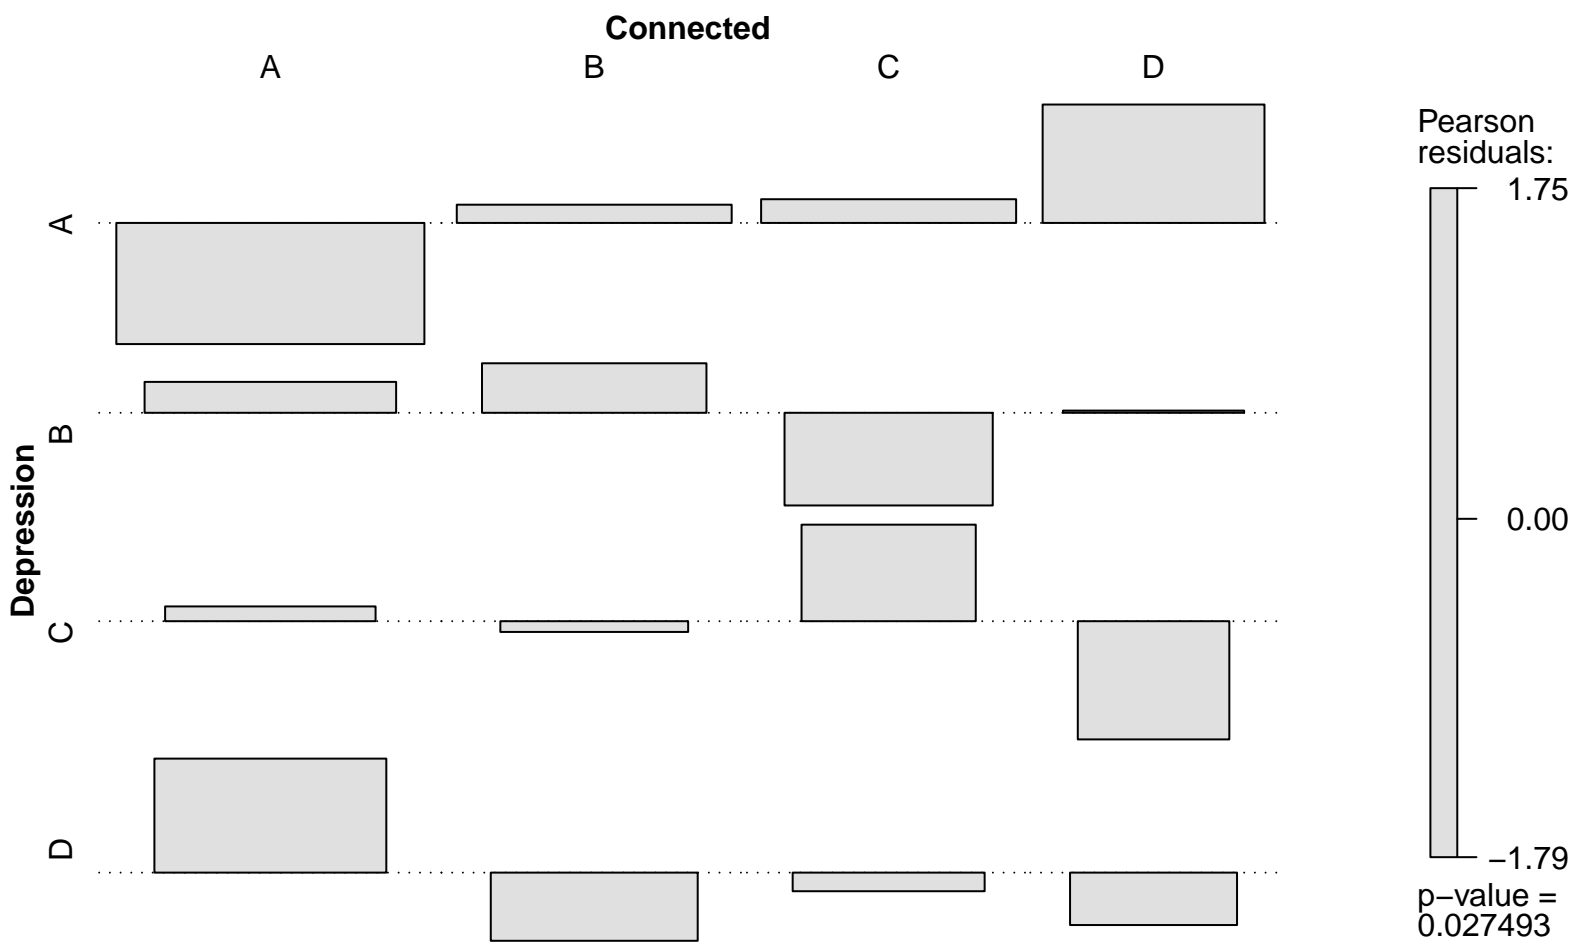 Connected
A B C D
Depression
A
B
C
D
Pearson
residuals:
1.75
0.00
−1.79
p−value =
0.027493